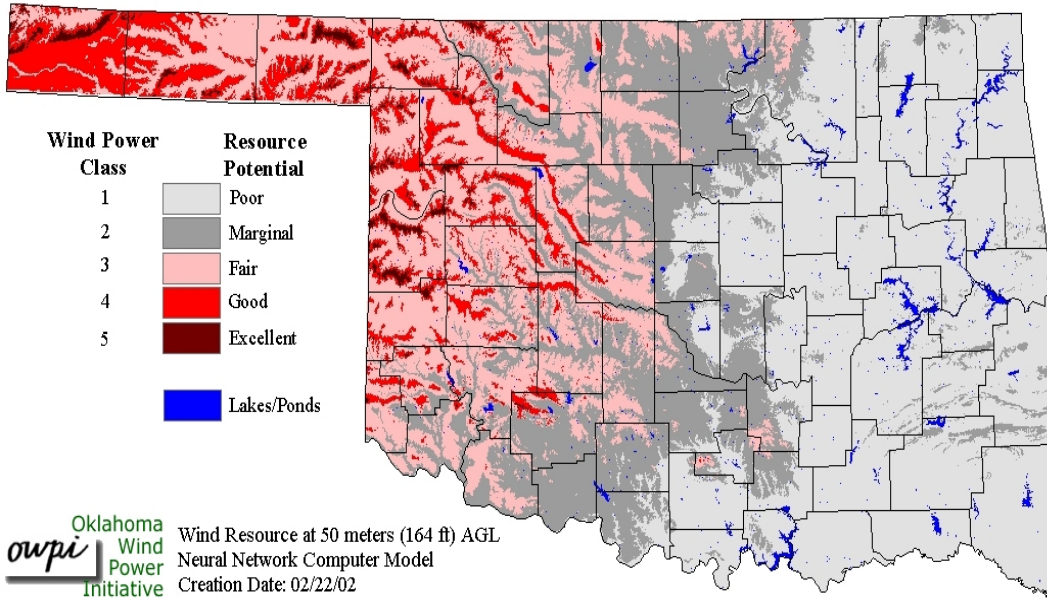 Wind Power Resource
Class Potential
1 Poor
2 Marginal
3 Fair
4 Good
5 Excellent
Lakes/Ponds
owpi
Oklahoma
Wind
Power
Initiative
Wind Resource at 50 meters (164 ft) AGL
Neural Network Computer Model
Creation Date: 02/22/02